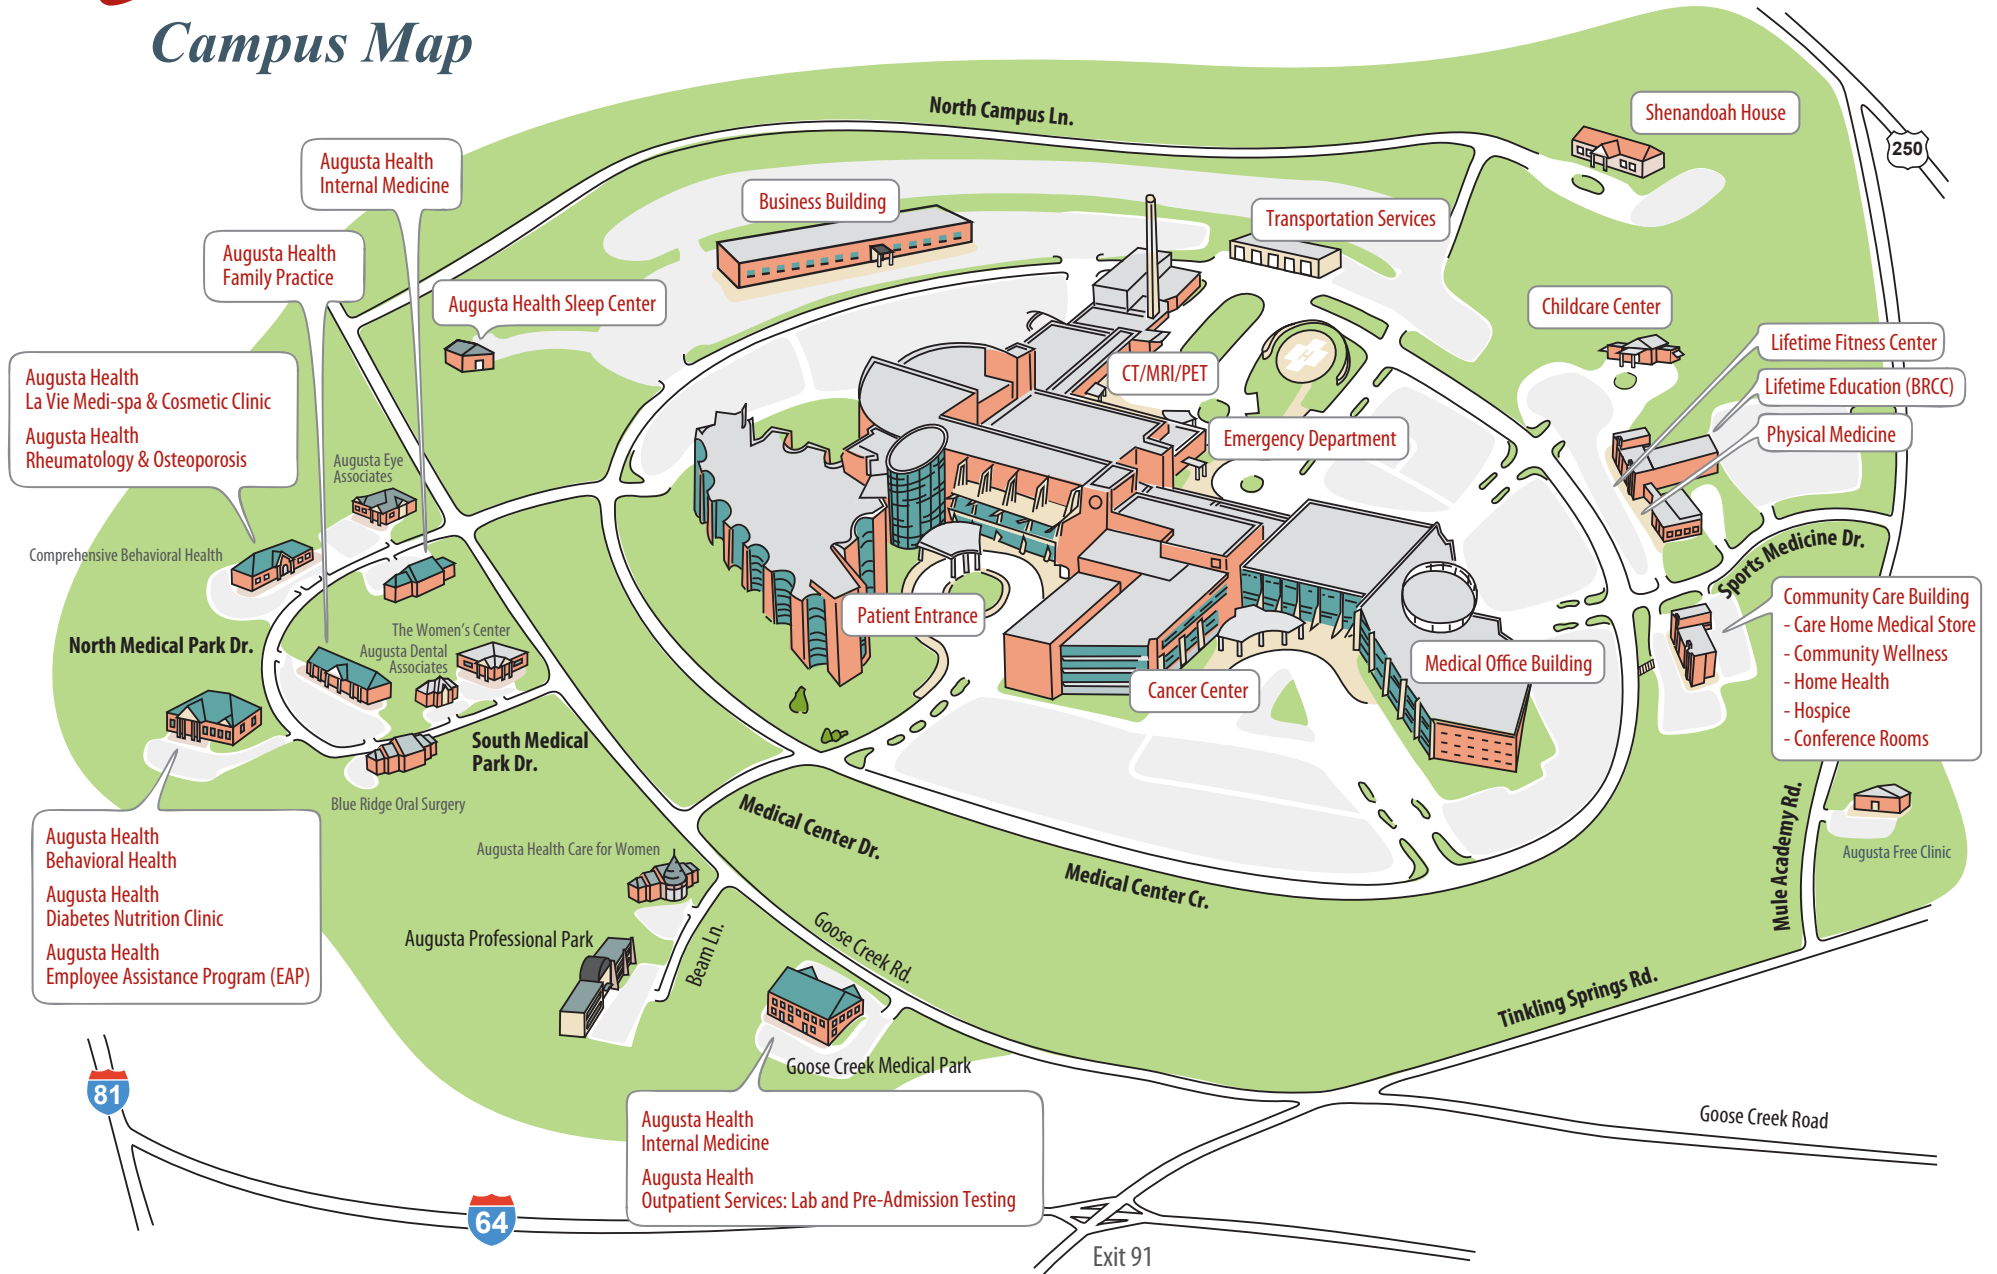 Campus Map
North Campus Ln.
Shenandoah House
250
Augusta Health
Internal Medicine
Business Building
Transportation Services
Augusta Health
Family Practice
Augusta Health Sleep Center
Childcare Center
Lifetime Fitness Center
Lifetime Education (BRCC)
Physical Medicine
CT/MRI/PET
H
Emergency Department
Augusta Health
La Vie Medi-spa & Cosmetic Clinic
Augusta Health
Rheumatology & Osteoporosis
Augusta Eye
Associates
Comprehensive Behavioral Health
Sports Medicine Dr.
Patient Entrance
North Medical Park Dr.
The Women's Center
Augusta Dental
Associates
Medical Office Building
Cancer Center
Community Care Building
- Care Home Medical Store
- Community Wellness
- Home Health
- Hospice
- Conference Rooms
South Medical
Park Dr.
Blue Ridge Oral Surgery
Medical Center Dr.
Medical Center Cr.
Mule Academy Rd.
Augusta Free Clinic
Augusta Health
Behavioral Health
Augusta Health
Diabetes Nutrition Clinic
Augusta Health
Employee Assistance Program (EAP)
Augusta Health Care for Women
Augusta Professional Park
Beam Ln.
Goose Creek Rd.
Tinkling Springs Rd.
Goose Creek Medical Park
81
Augusta Health
Internal Medicine
Augusta Health
Outpatient Services: Lab and Pre-Admission Testing
Goose Creek Road
64
Exit 91